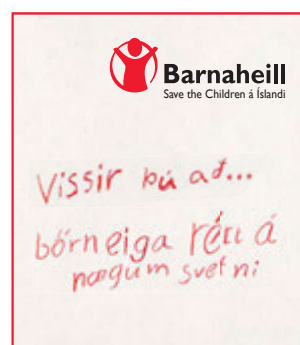 Barnaheill
Save the Children á Íslandi
Vissir þú að...
börn eiga rétt á
nægum svefni